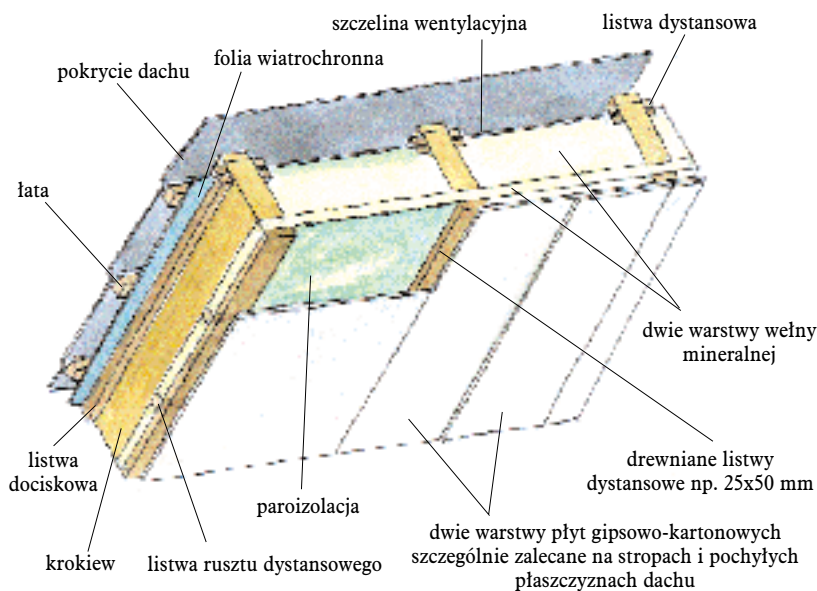 szczelina wentylacyjna
listwa dystansowa
folia wiatrochronna
pokrycie dachu
łata
dwie warstwy wełny
mineralnej
listwa
dociskowa
drewniane listwy
dystansowe np. 25x50 mm
paroizolacja
dwie warstwy płyt gipsowo-kartonowych
szczególnie zalecane na stropach i pochyłych
płaszczyznach dachu
krokiew
listwa rusztu dystansowego